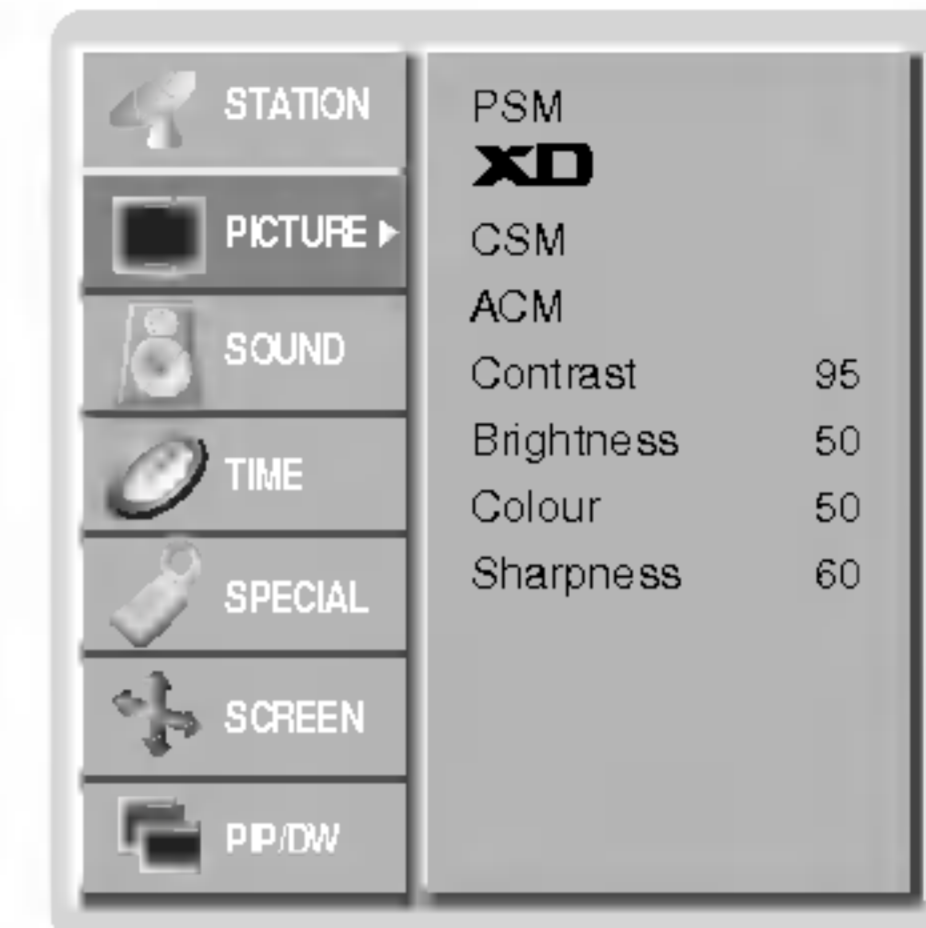 STATION
PICTURE
SOUND
TIME
SPECIAL
SCREEN
PIP/DW
PSM
XD
CSM
ACM
Contrast 95
Brightness 50
Colour 50
Sharpness 60